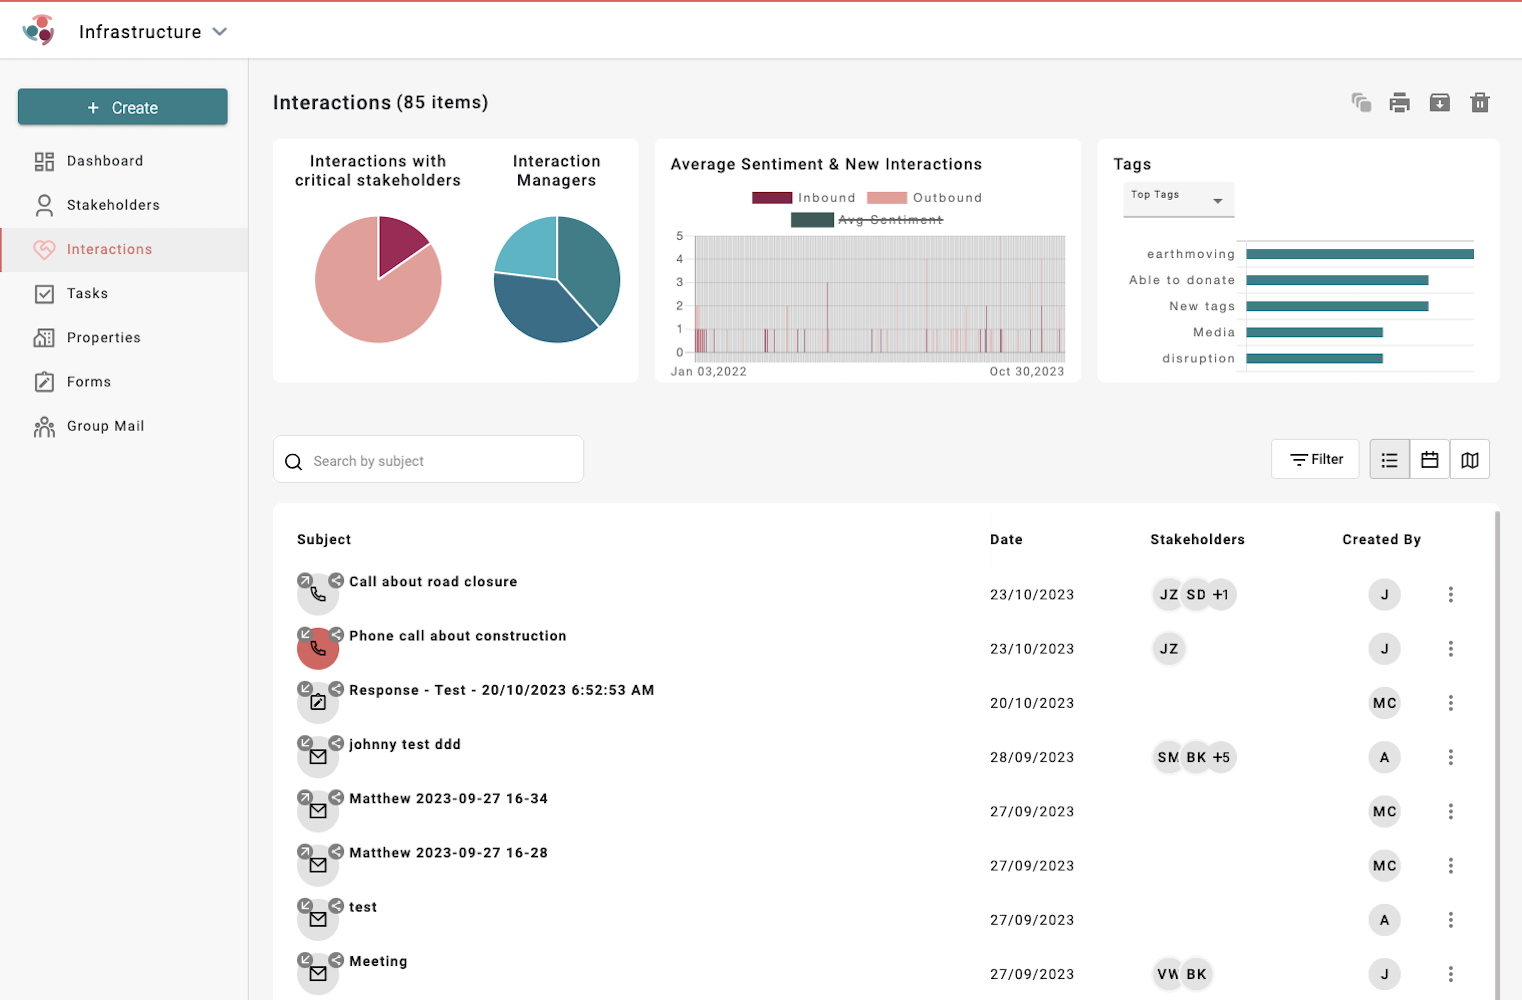 Infrastructure
+ Create
Dashboard
Stakeholders
Interactions
Tasks
Properties
Forms
Group Mail
Interactions (85 items)
Interactions with
critical stakeholders
Interaction
Managers
Average Sentiment & New Interactions
Inbound
Outbound
Avg Sentiment
5
4
3
2
1
0
Jan 03,2022
Oct 30,2023
Tags
Top Tags
earthmoving
Able to donate
New tags
Media
disruption
Search by subject
Filter
Subject Date Stakeholders Created By
Call about road closure 23/10/2023 JZ SD +1 J
Phone call about construction 23/10/2023 JZ J
Response - Test - 20/10/2023 6:52:53 AM 20/10/2023 MC
johnny test ddd 28/09/2023 SM BK +5 A
Matthew 2023-09-27 16-34 27/09/2023 MC
Matthew 2023-09-27 16-28 27/09/2023 MC
test 27/09/2023 A
Meeting 27/09/2023 VW BK J